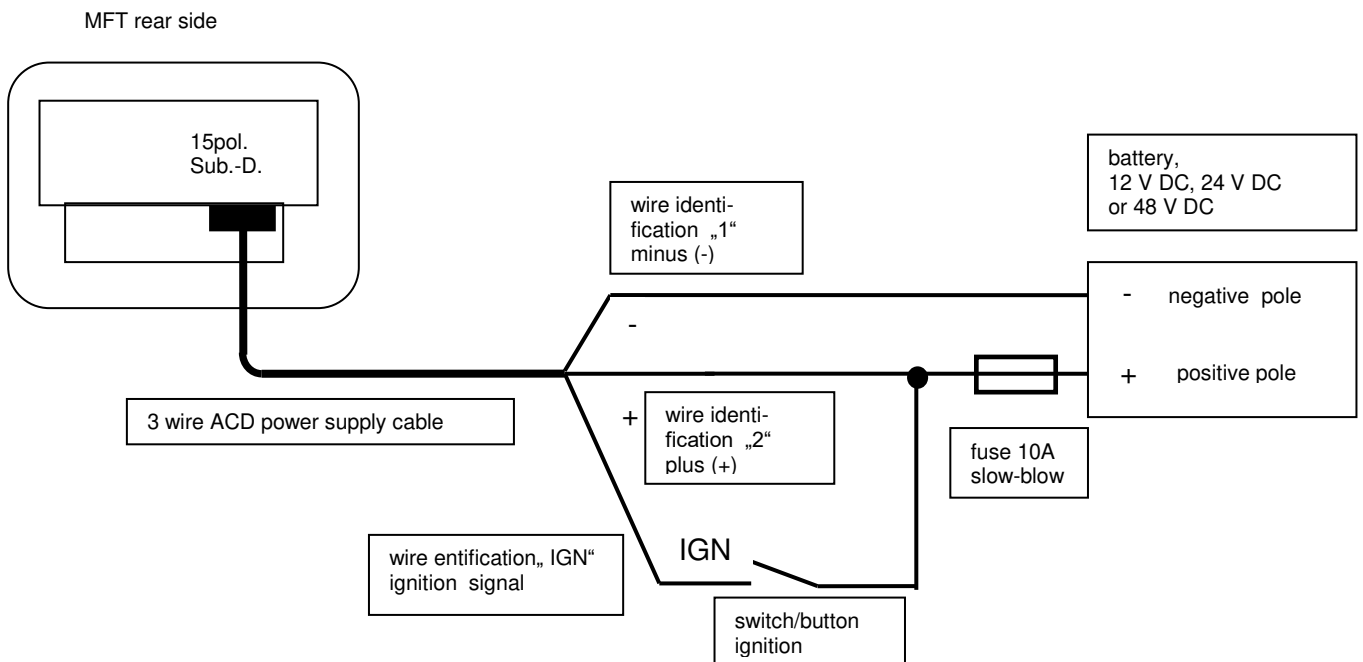 MFT rear side
15pol.
Sub.-D.
battery,
12 V DC, 24 V DC
or 48 V DC
wire identi-
fication „1“
minus (-)
- negative pole
-
+ positive pole
3 wire ACD power supply cable
+
wire identi-
fication „2“
plus (+)
fuse 10A
slow-blow
wire entification„ IGN“
ignition signal
IGN
switch/button
ignition